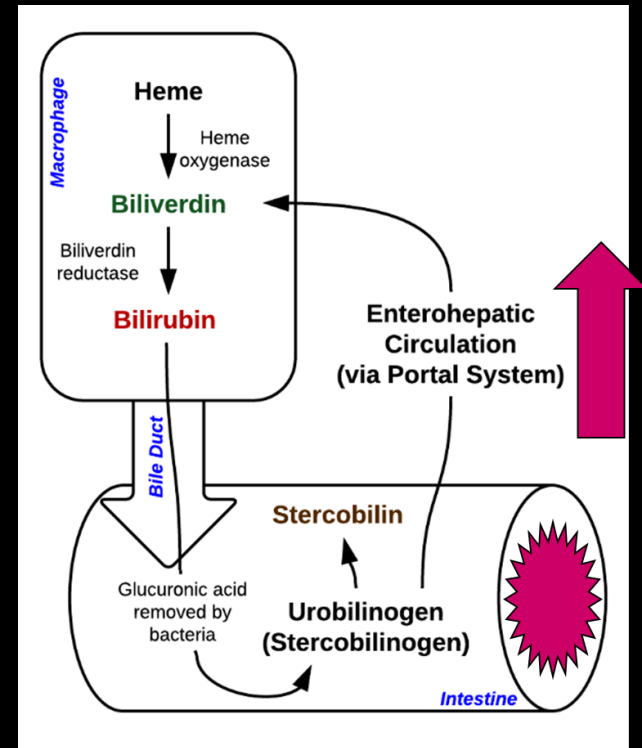 Macrophage
Heme
Heme
oxygenase
Biliverdin
Biliverdin
reductase
Bilirubin
Enterohepatic
Circulation
(via Portal System)
Bile Duct
Stercobilin
Glucuronic acid
removed by
bacteria
Urobilinogen
(Stercobilinogen)
Intestine